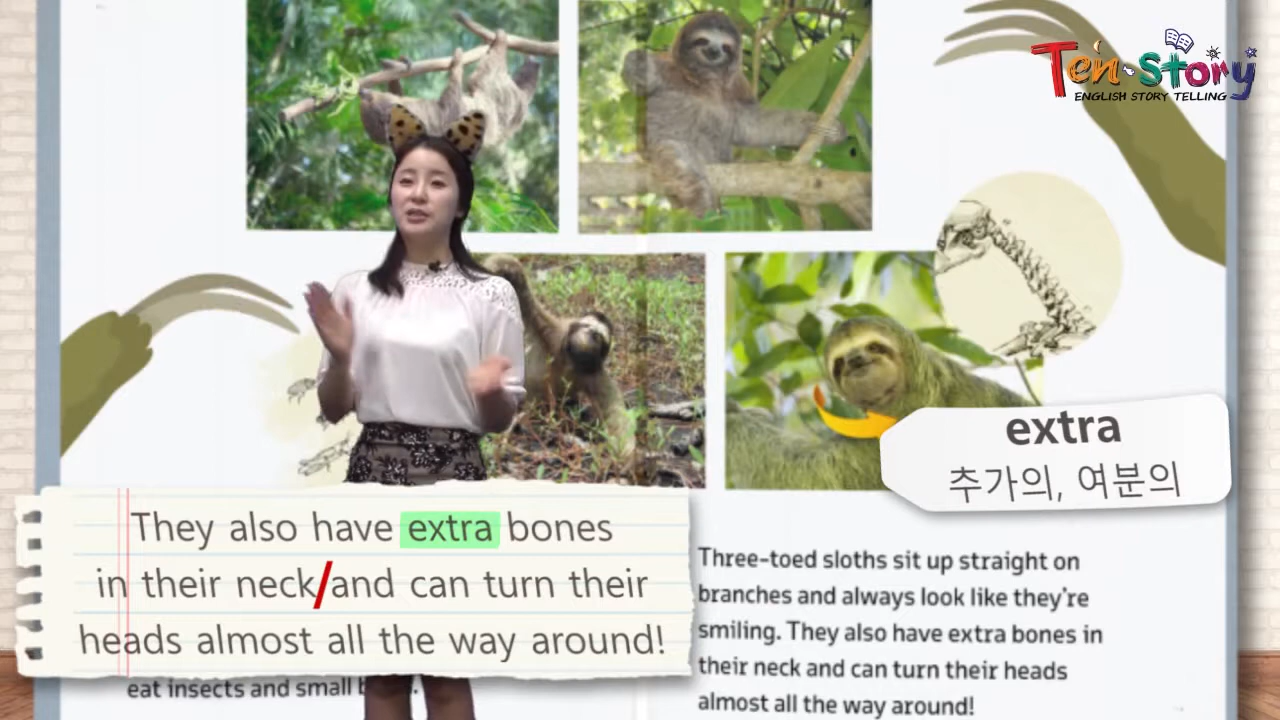 Ten-Story
ENGLISH STORY TELLING
extra
추가의, 여분의
They also have extra bones
in their neck/and can turn their
heads almost all the way around!
eat insects and small
Three-toed sloths sit up straight on
branches and always look like they're
smiling. They also have extra bones in
their neck and can turn their heads
almost all the way around!